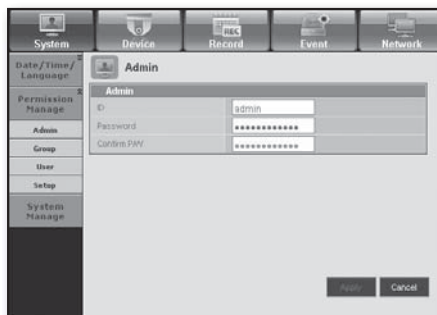 System Device Record Event Network
REC
Date/Time/
Language
Permission
Manage
Admin
Group
User
Setup
System
Manage
Admin
Admin
ID admin
Password ************
Confirm P/W ************
Apply Cancel